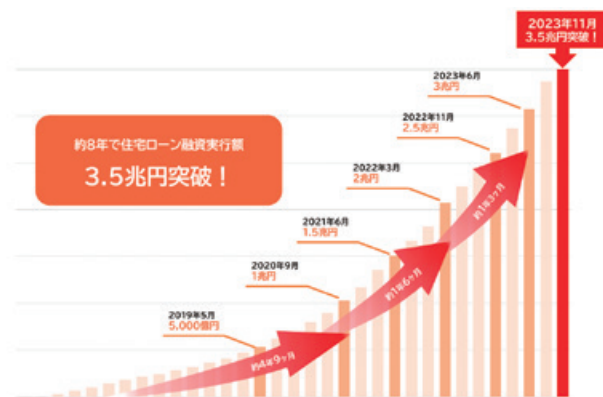 2023年11月
3.5兆円突破！
2023年6月
3兆円
2022年11月
2.5兆円
約8年で住宅ローン融資実行額
3.5兆円突破！
2022年3月
2兆円
約1年3ヶ月
2021年6月
1.5兆円
2020年9月
1兆円
約1年6ヶ月
2019年5月
5,000億円
約4年9ヶ月